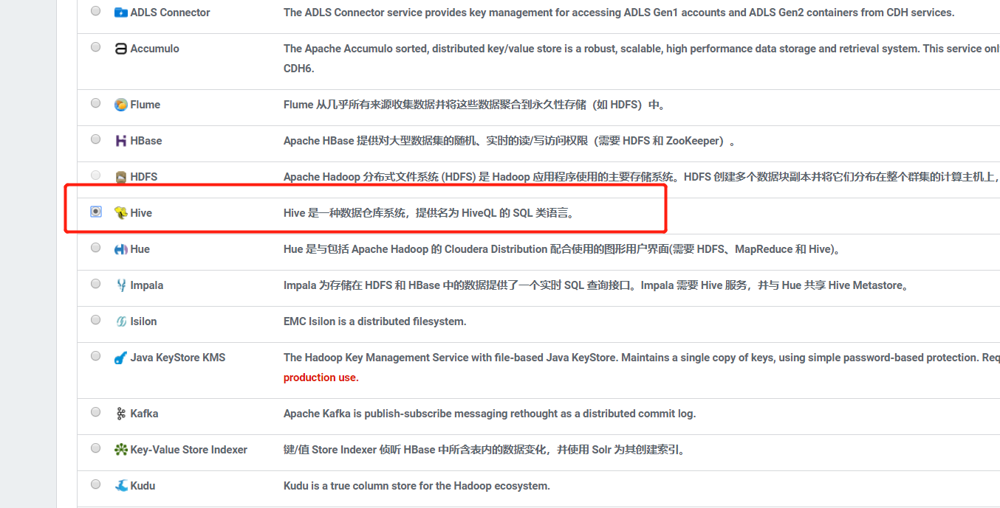 ADLS Connector The ADLS Connector service provides key management for accessing ADLS Gen1 accounts and ADLS Gen2 containers from CDH services.
Accumulo The Apache Accumulo sorted, distributed key/value store is a robust, scalable, high performance data storage and retrieval system. This service onl
CDH6.
Flume Flume 从几乎所有来源收集数据并将这些数据聚合到永久性存储（如 HDFS）中。
HBase Apache HBase 提供对大型数据集的随机、实时的读/写访问权限（需要 HDFS 和 ZooKeeper）。
HDFS Apache Hadoop 分布式文件系统 (HDFS) 是 Hadoop 应用程序使用的主要存储系统。HDFS 创建多个数据块副本并将它们分布在整个群集的计算主机上，
Hive Hive 是一种数据仓库系统，提供名为 HiveQL 的 SQL 类语言。
Hue Hue 是与包括 Apache Hadoop 的 Cloudera Distribution 配合使用的图形用户界面(需要 HDFS、MapReduce 和 Hive)。
Impala Impala 为存储在 HDFS 和 HBase 中的数据提供了一个实时 SQL 查询接口。Impala 需要 Hive 服务，并与 Hue 共享 Hive Metastore。
Isilon EMC Isilon is a distributed filesystem.
Java KeyStore KMS The Hadoop Key Management Service with file-based Java KeyStore. Maintains a single copy of keys, using simple password-based protection. Req
production use.
Kafka Apache Kafka is publish-subscribe messaging rethought as a distributed commit log.
Key-Value Store Indexer 键/值 Store Indexer 侦听 HBase 中所含表内的数据变化，并使用 Solr 为其创建索引。
Kudu Kudu is a true column store for the Hadoop ecosystem.